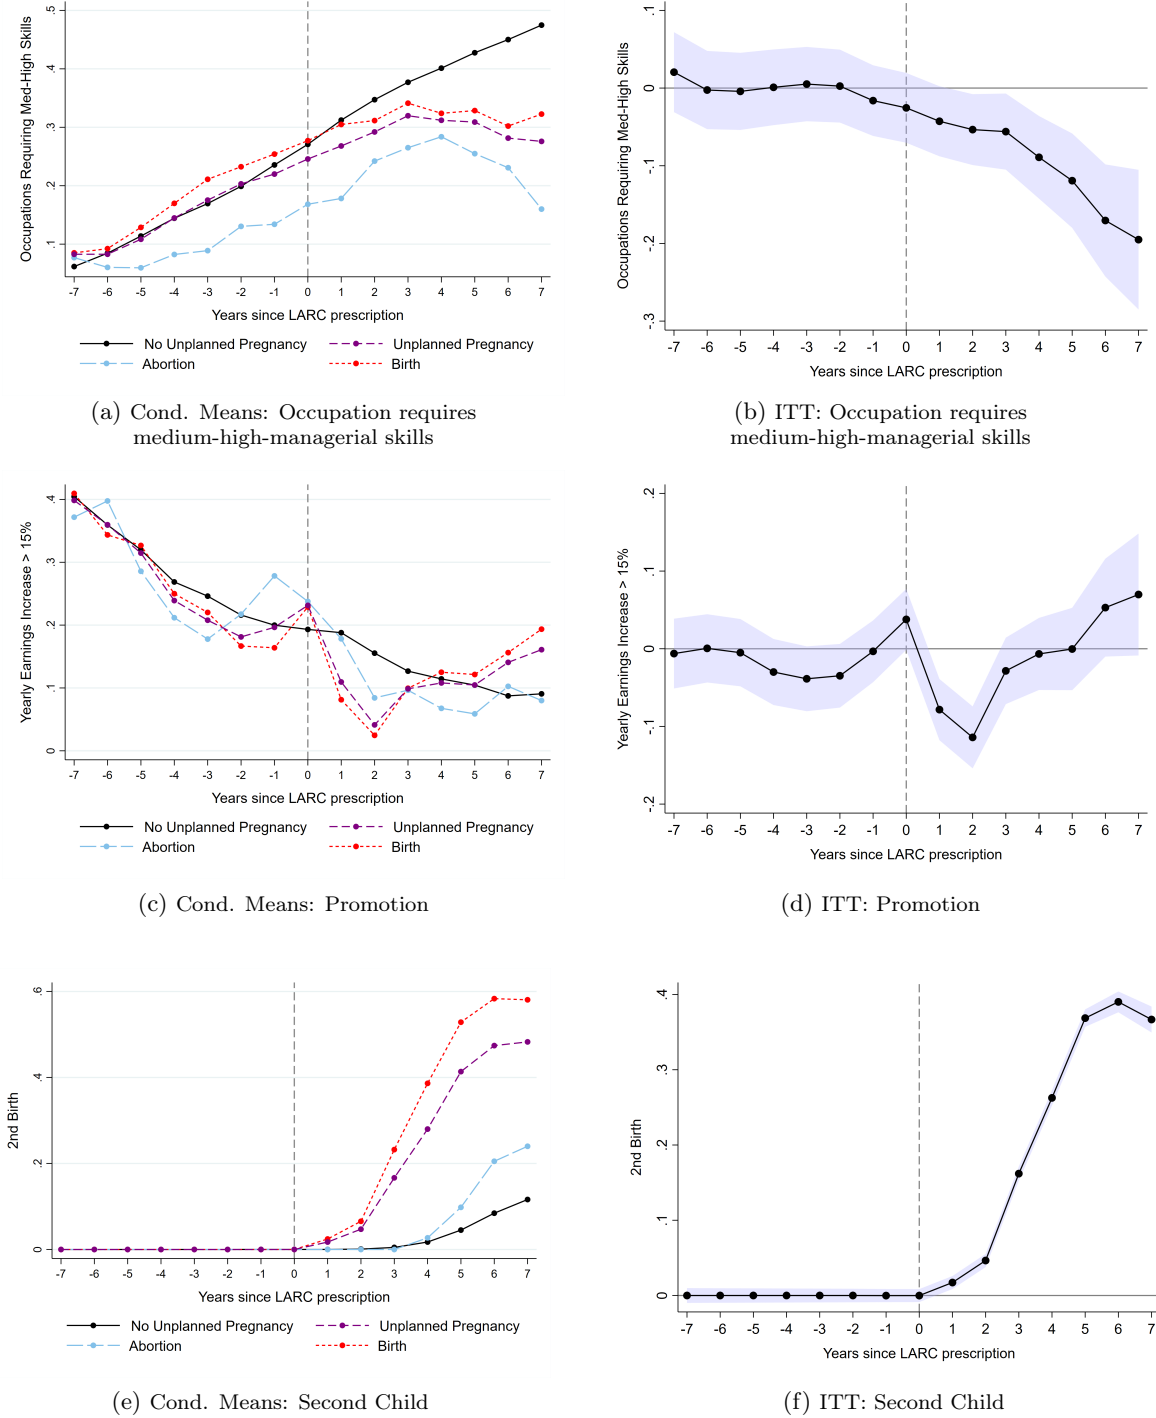 Occupations Requiring Med-High Skills
.5
.4
.3
.2
.1
-7 -6 -5 -4 -3 -2 -1 0 1 2 3 4 5 6 7
Years since LARC prescription
No Unplanned Pregnancy Unplanned Pregnancy
Abortion Birth
(a) Cond. Means: Occupation requires
medium-high-managerial skills
Occupations Requiring Med-High Skills
.1
0
-.1
-.2
-.3
-7 -6 -5 -4 -3 -2 -1 0 1 2 3 4 5 6 7
Years since LARC prescription
(b) ITT: Occupation requires
medium-high-managerial skills
Yearly Earnings Increase > 15%
.4
.3
.2
.1
0
-7 -6 -5 -4 -3 -2 -1 0 1 2 3 4 5 6 7
Years since LARC prescription
No Unplanned Pregnancy Unplanned Pregnancy
Abortion Birth
(c) Cond. Means: Promotion
Yearly Earnings Increase > 15%
.2
.1
0
-.1
-.2
-7 -6 -5 -4 -3 -2 -1 0 1 2 3 4 5 6 7
Years since LARC prescription
(d) ITT: Promotion
2nd Birth
.6
.4
.2
0
-7 -6 -5 -4 -3 -2 -1 0 1 2 3 4 5 6 7
Years since LARC prescription
No Unplanned Pregnancy Unplanned Pregnancy
Abortion Birth
(e) Cond. Means: Second Child
2nd Birth
.4
.3
.2
.1
0
-7 -6 -5 -4 -3 -2 -1 0 1 2 3 4 5 6 7
Years since LARC prescription
(f) ITT: Second Child